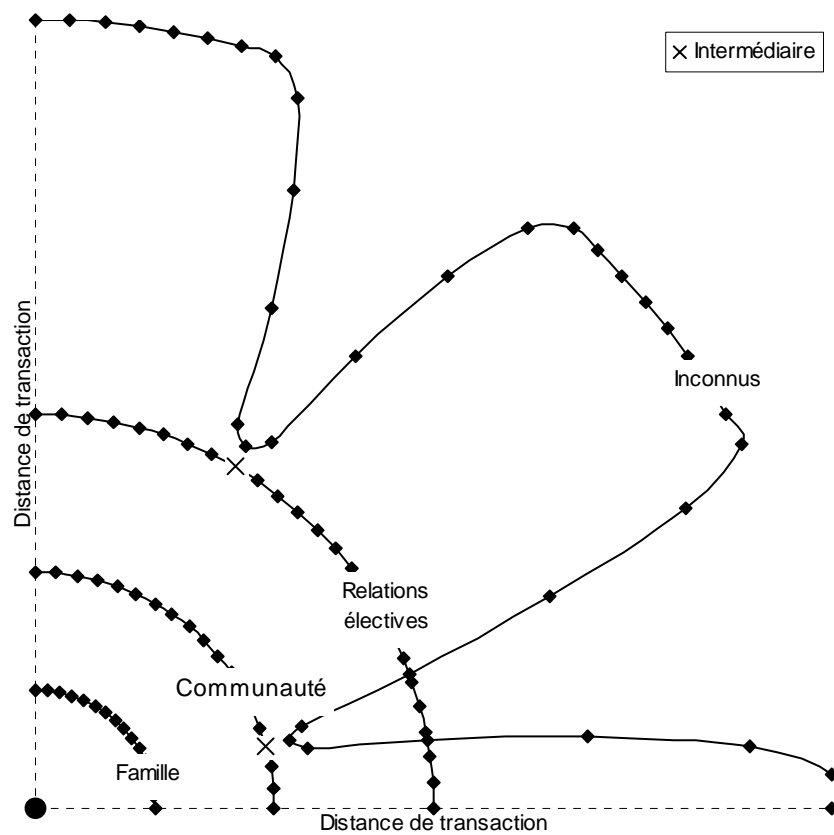 × Intermédiaire
Distance de transaction
Inconnus
Relations
électives
Communauté
Famille
Distance de transaction